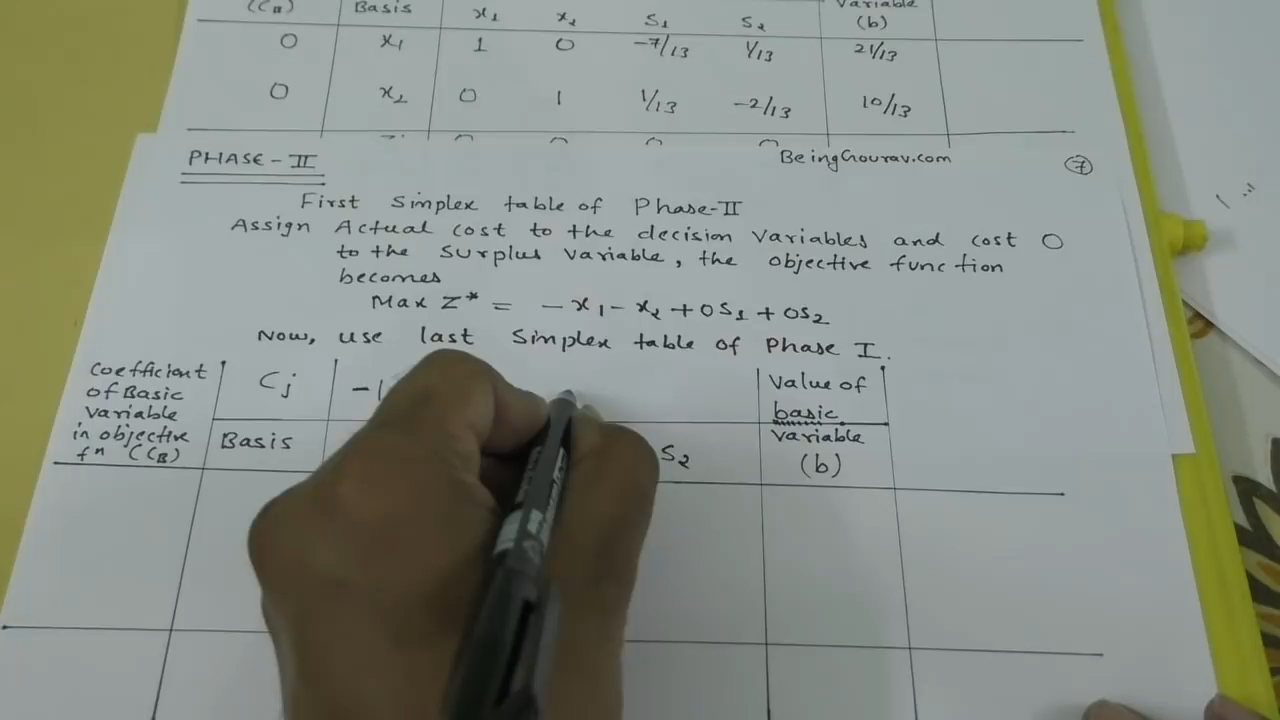 (CB) Basis x1 x2 S1 S2 Variable (b)
0 x1 1 0 -7/13 1/13 21/13
0 x2 0 1 1/13 -2/13 10/13
PHASE-II BeingGourav.com 7
First Simplex table of Phase-II
Assign Actual cost to the decision variables and cost 0
to the surplus variable, the objective function
becomes
Max Z* = -x1 - x2 + 0S1 + 0S2
Now, use last Simplex table of Phase I.
Coefficient
of Basic
variable
in objective
fn (CB)
Cj -1
Basis S2
Value of
basic
variable
(b)